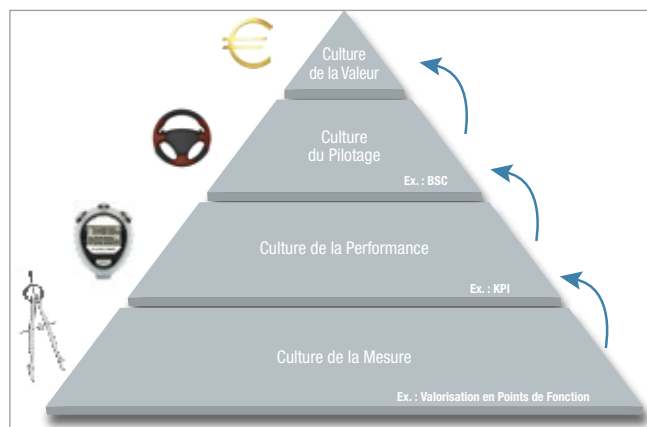 Culture
de la Valeur
Culture
du Pilotage
Ex. : BSC
Culture de la Performance
Ex. : KPI
Culture de la Mesure
Ex. : Valorisation en Points de Fonction